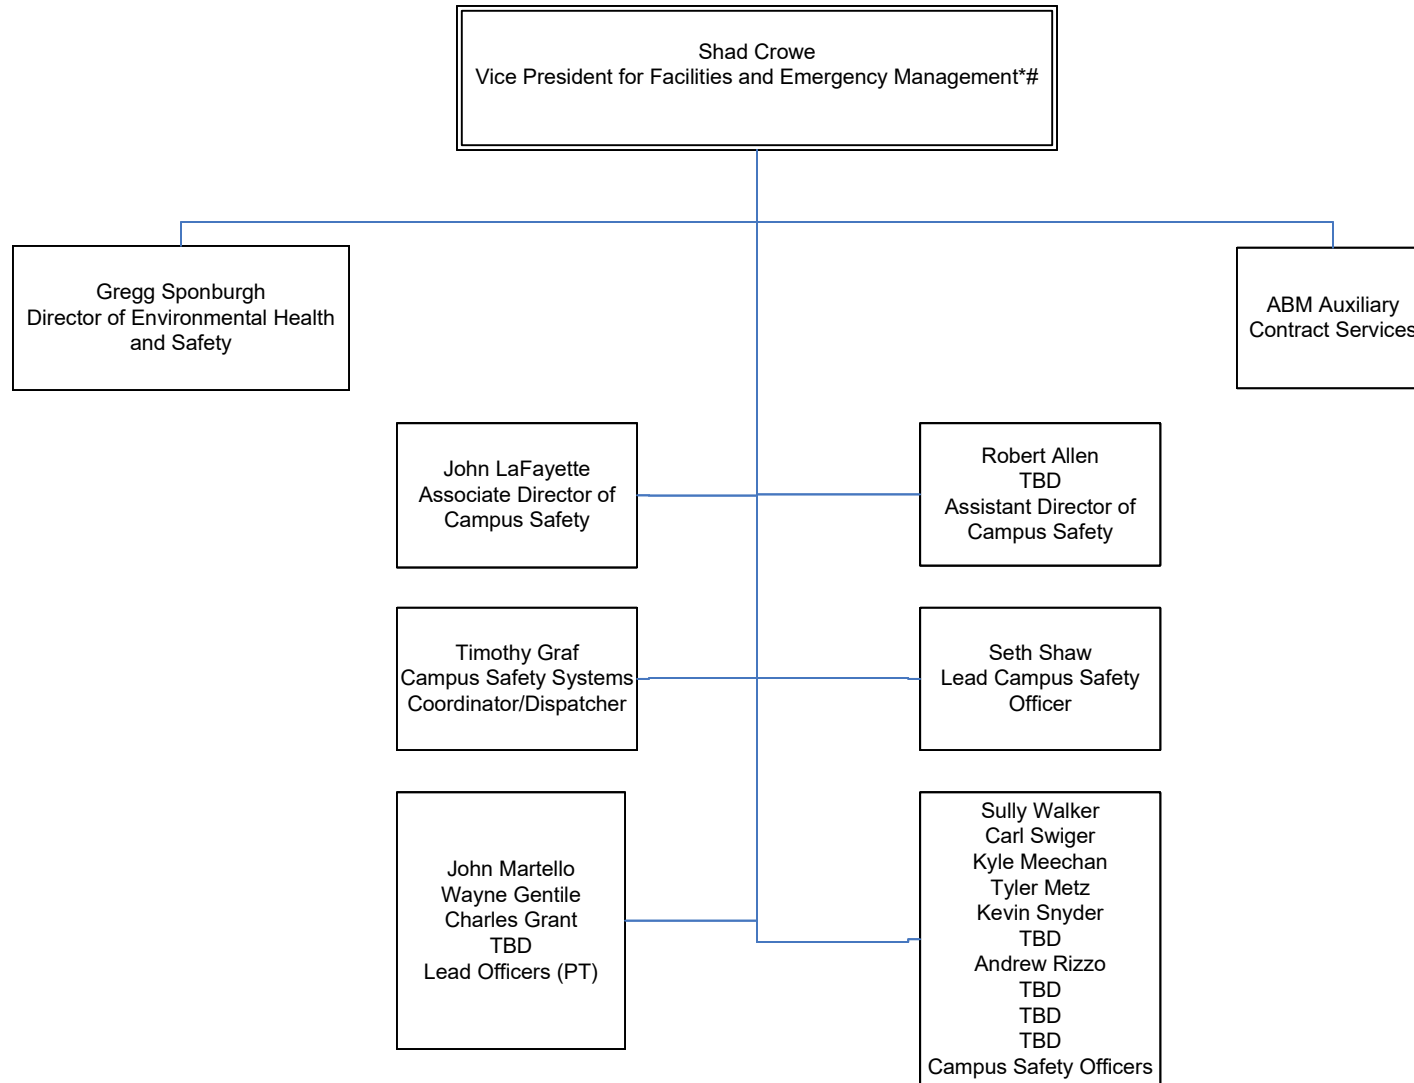 Shad Crowe
Vice President for Facilities and Emergency Management*#
Gregg Sponburgh
Director of Environmental Health
and Safety
ABM Auxiliary
Contract Services
John LaFayette
Associate Director of
Campus Safety
Robert Allen
TBD
Assistant Director of
Campus Safety
Timothy Graf
Campus Safety Systems
Coordinator/Dispatcher
Seth Shaw
Lead Campus Safety
Officer
John Martello
Wayne Gentile
Charles Grant
TBD
Lead Officers (PT)
Sully Walker
Carl Swiger
Kyle Meechan
Tyler Metz
Kevin Snyder
TBD
Andrew Rizzo
TBD
TBD
TBD
Campus Safety Officers